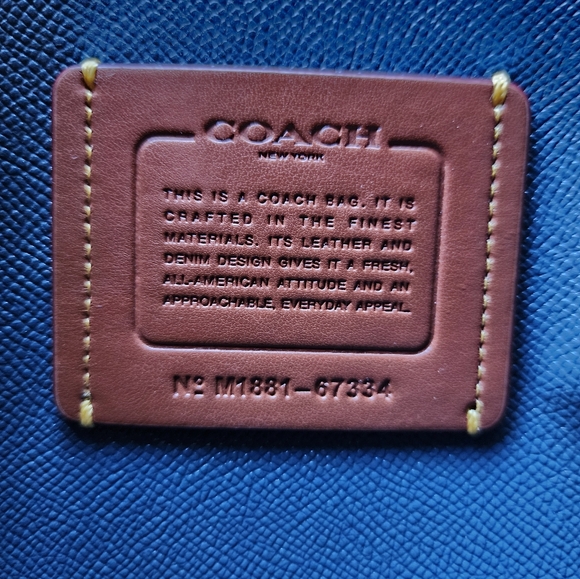 COACH
NEW YORK
THIS IS A COACH BAG. IT IS
CRAFTED IN THE FINEST
MATERIALS. ITS LEATHER AND
DENIM DESIGN GIVES IT A FRESH,
ALL-AMERICAN ATTITUDE AND AN
APPROACHABLE, EVERYDAY APPEAL.
Nº M1881-67334